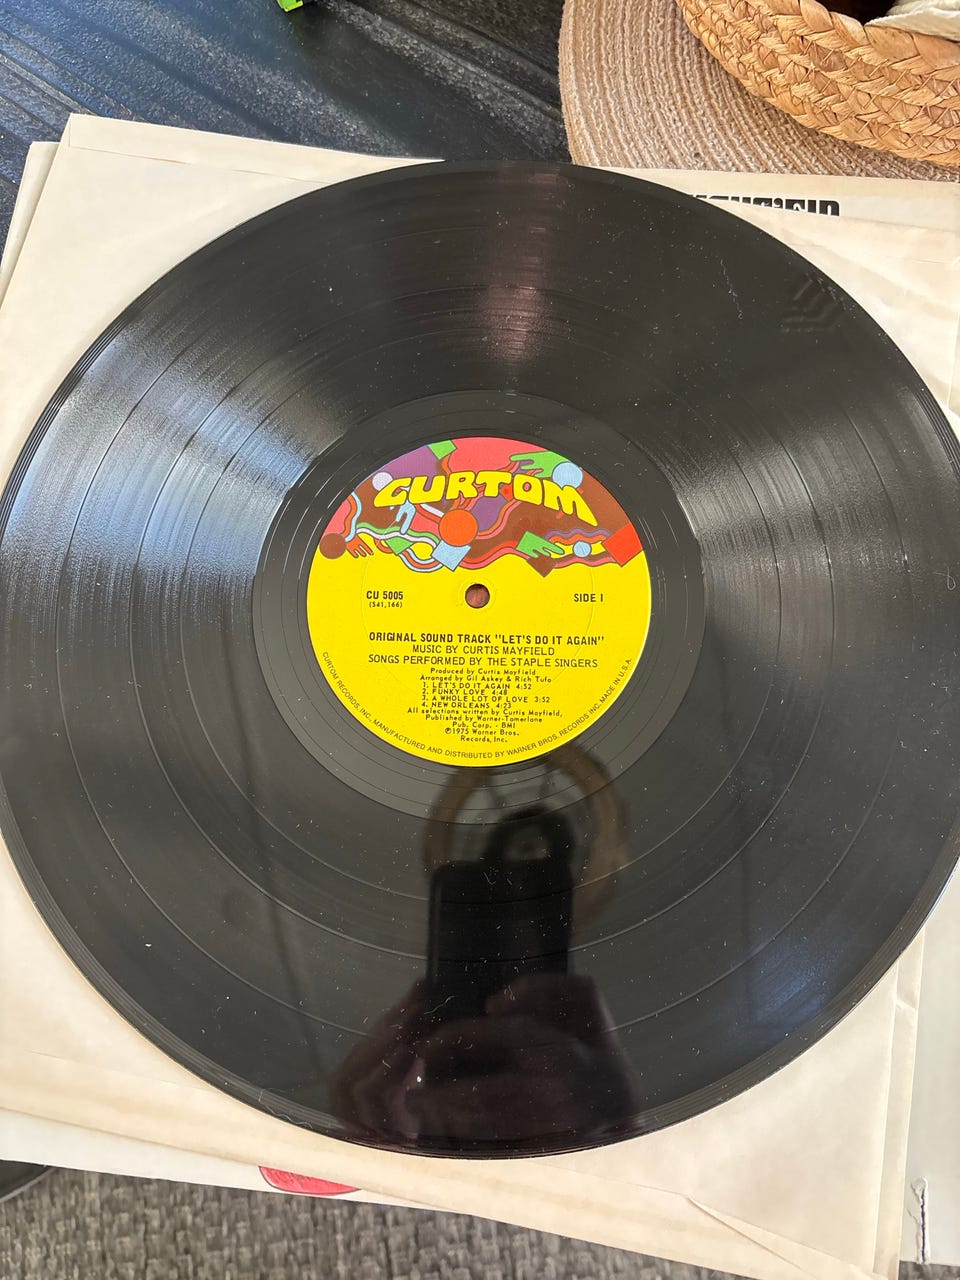 CURTOM
CU 5005
(S41,166)
SIDE 1
ORIGINAL SOUND TRACK "LET'S DO IT AGAIN"
MUSIC BY CURTIS MAYFIELD
SONGS PERFORMED BY THE STAPLE SINGERS
Produced by Curtis Mayfield
Arranged by Gil Askey & Rich Tufo
1. LET'S DO IT AGAIN 4:52
2. FUNKY LOVE 4:48
3. A WHOLE LOT OF LOVE 3:52
4. NEW ORLEANS 4:23
All selections written by Curtis Mayfield,
Published by Warner-Tamerlane
Pub. Corp. - BMI
℗1975 Warner Bros.
Records, Inc.
CURTOM RECORDS, INC. MANUFACTURED AND DISTRIBUTED BY WARNER BROS. RECORDS INC. MADE IN U.S.A.